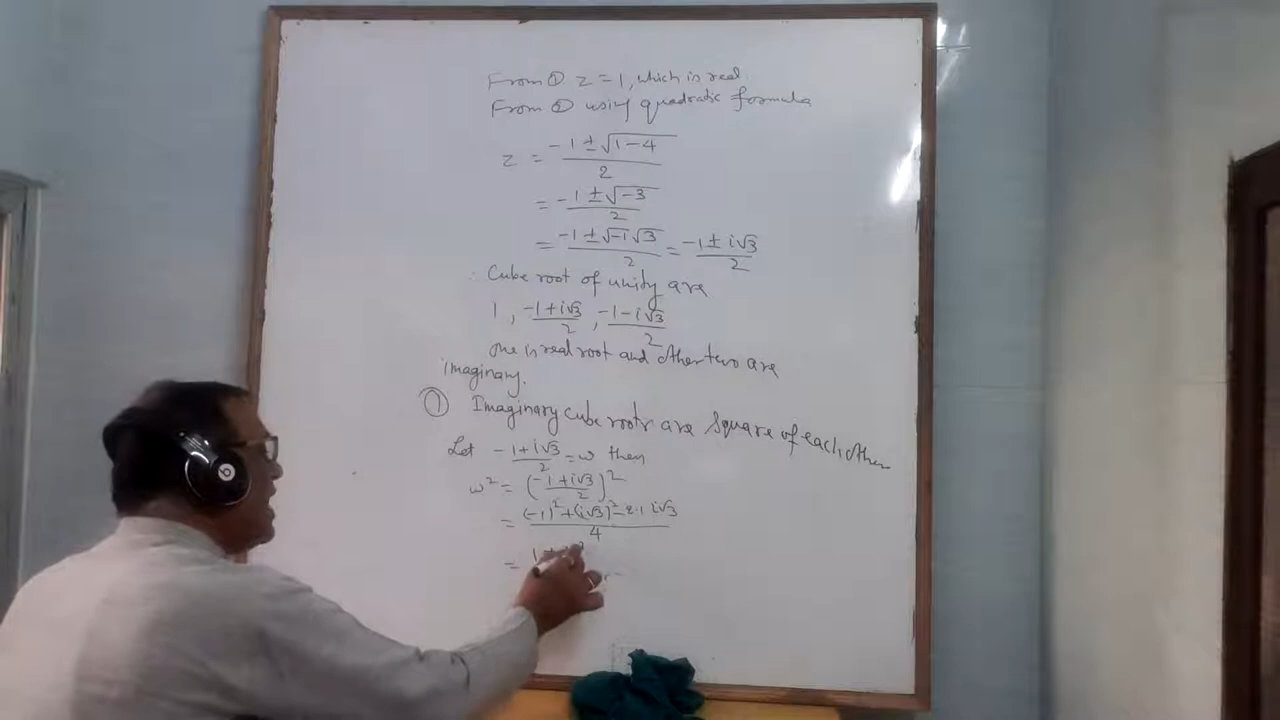 From ① z = 1, which is real
From ② using quadratic formula
z = (-1 ± √(1-4))/2
= (-1 ± √-3)/2
= (-1 ± √-1 √3)/2 = (-1 ± i√3)/2
∴ Cube root of unity are
1, (-1+i√3)/2, (-1-i√3)/2
one is real root and other two are
imaginary.
① Imaginary cube roots are square of each other
Let (-1+i√3)/2 = w then
w² = ((-1+i√3)/2)²
= ((-1)² + (i√3)² - 2·1 i√3)/4
= 1 +
b